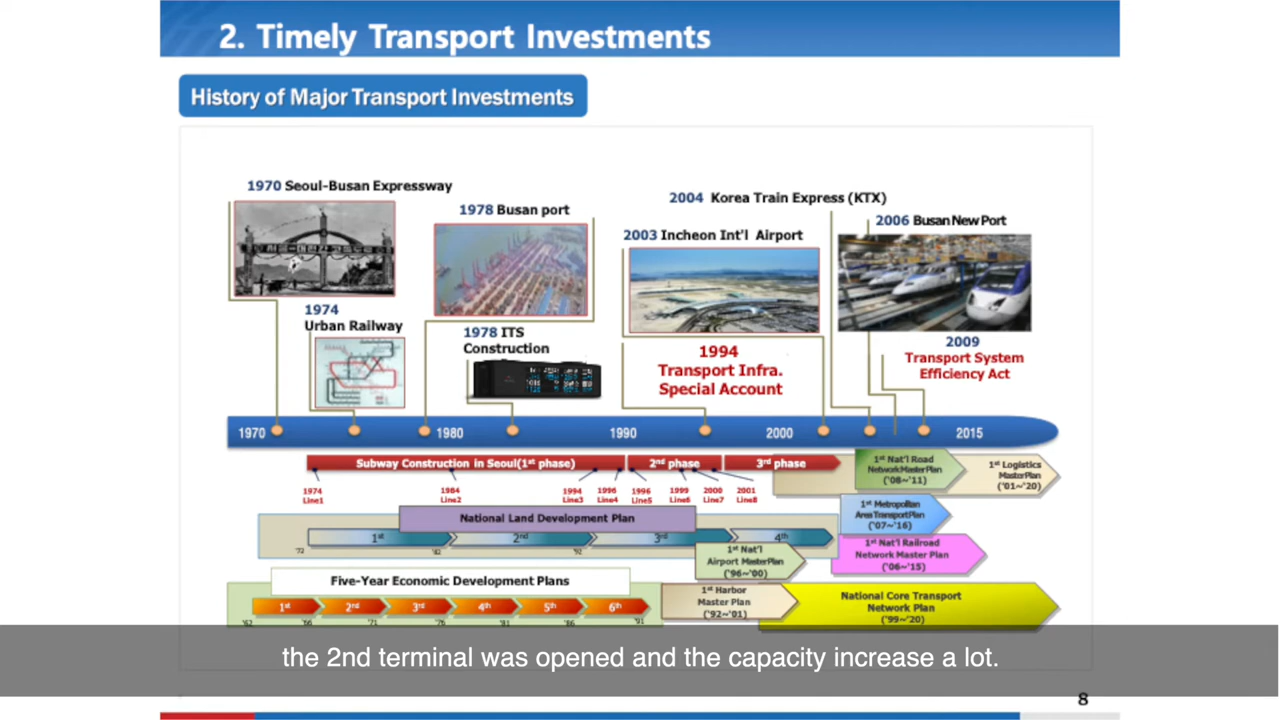 2. Timely Transport Investments
History of Major Transport Investments
1970 Seoul-Busan Expressway
1978 Busan port
2004 Korea Train Express (KTX)
2003 Incheon Int'l Airport
2006 Busan New Port
1974
Urban Railway
1978 ITS
Construction
1994
Transport Infra.
Special Account
2009
Transport System
Efficiency Act
1970
1980
1990
2000
2015
Subway Construction in Seoul(1st phase)
2nd phase
3rd phase
1974
Line1
1984
Line2
1994
Line3
1996
Line4
1996
Line5
1999
Line6
2000
Line7
2001
Line8
1st Nat'l Road
Network Master Plan
('08~'11)
1st Logistics
Master Plan
('01~'20)
1st Metropolitan
Area Transport Plan
('07~'16)
National Land Development Plan
1st
2nd
3rd
4th
'72
'82
'92
1st Nat'l
Airport Master Plan
('96~'00)
1st Nat'l Railroad
Network Master Plan
('06~'15)
Five-Year Economic Development Plans
1st
2nd
3rd
4th
5th
6th
'62
'66
'71
'76
'81
'86
'91
1st Harbor
Master Plan
('92~'01)
National Core Transport
Network Plan
('99~'20)
the 2nd terminal was opened and the capacity increase a lot.
8